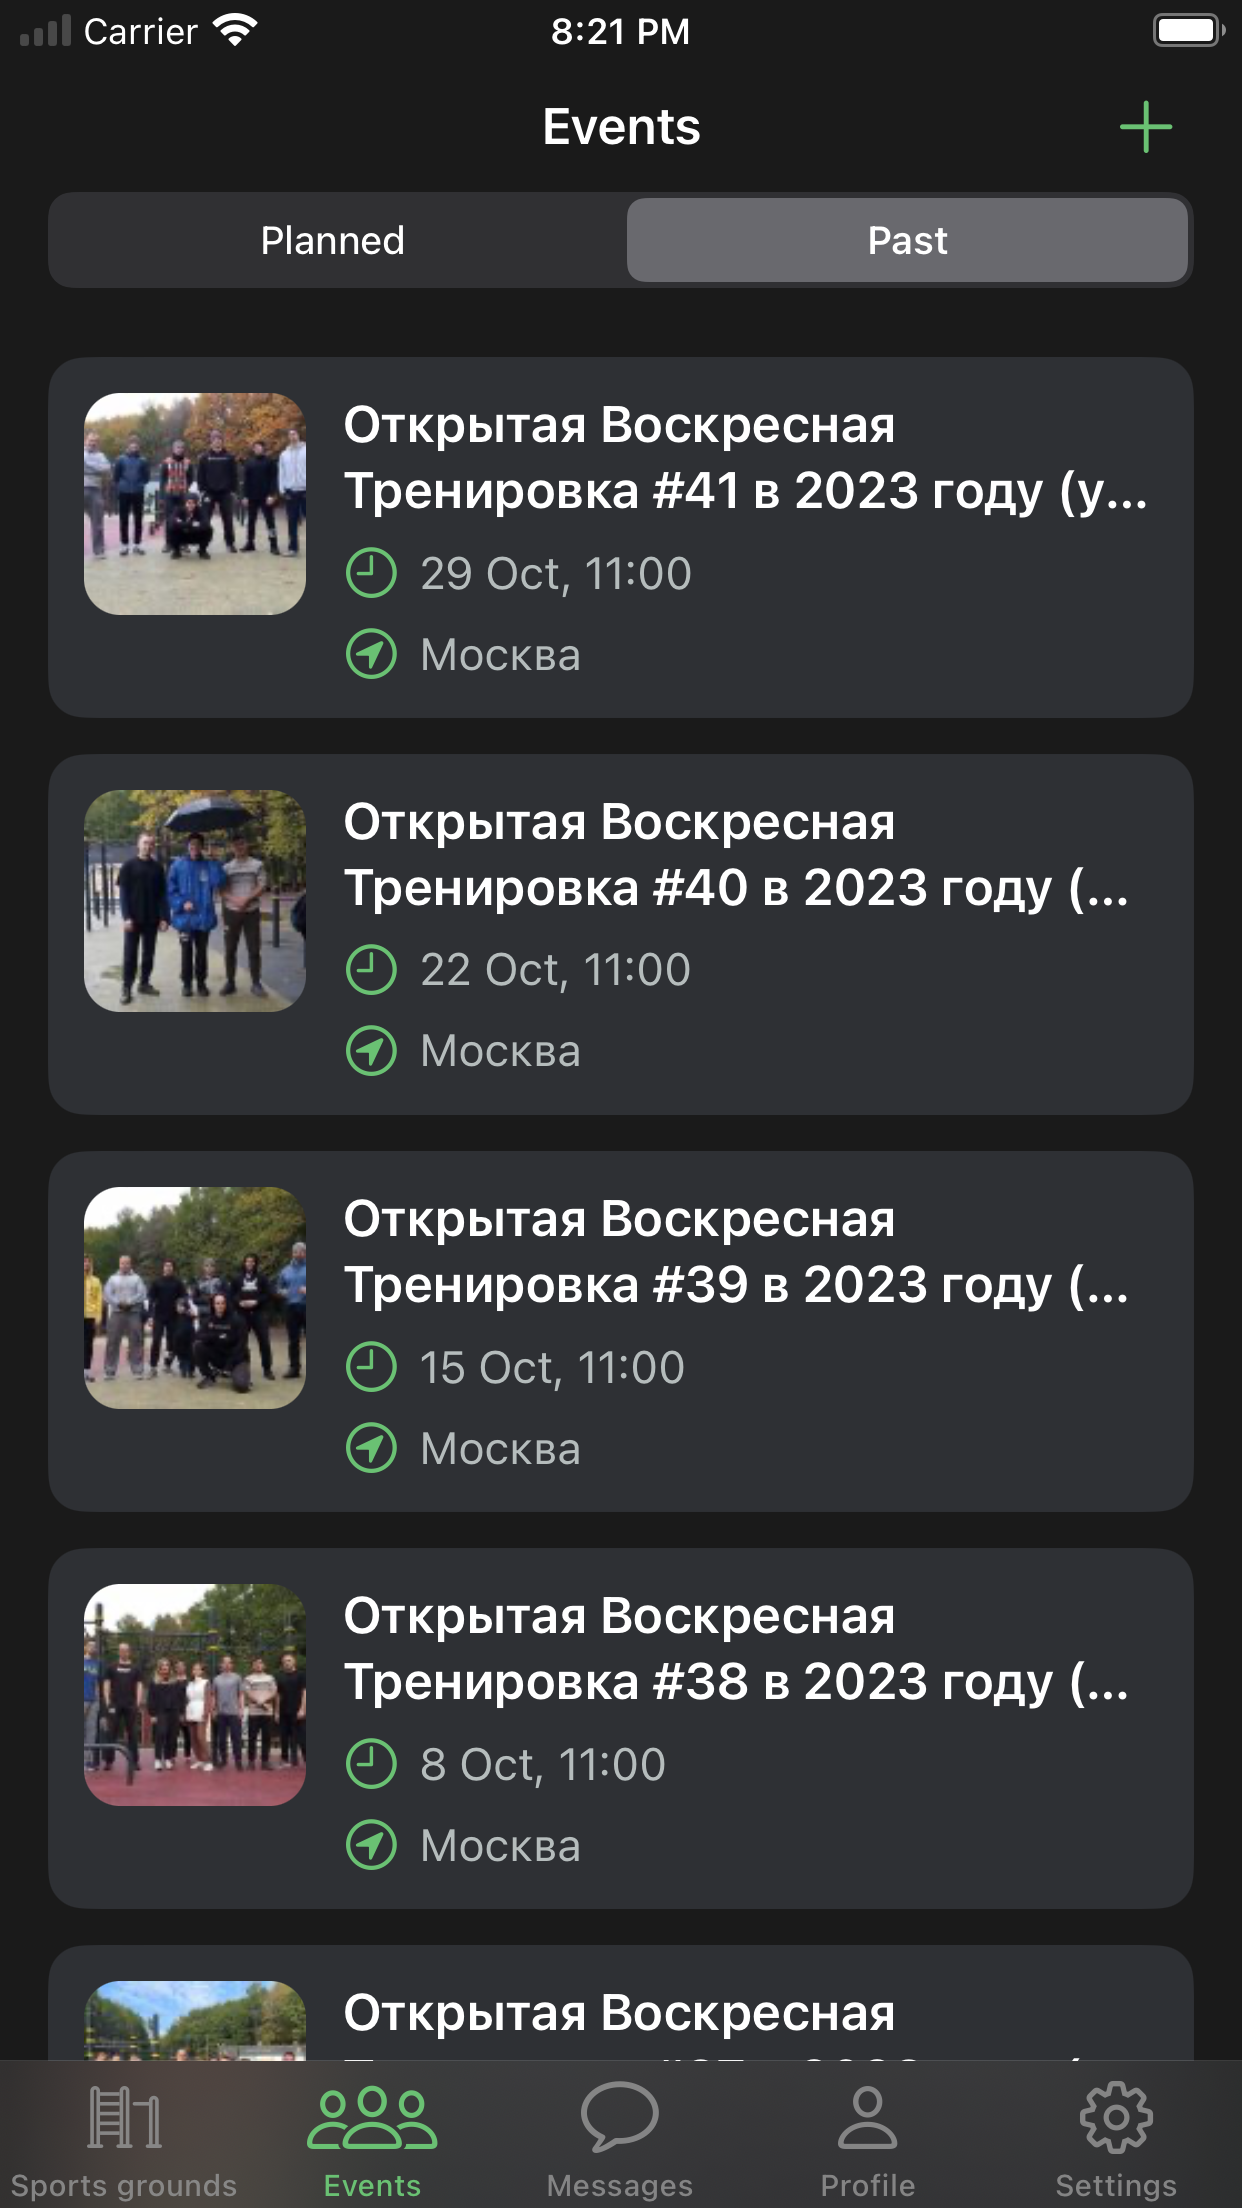 Carrier
8:21 PM
Events
Planned
Past
Открытая Воскресная
Тренировка #41 в 2023 году (у...
29 Oct, 11:00
Москва
Открытая Воскресная
Тренировка #40 в 2023 году (...
22 Oct, 11:00
Москва
Открытая Воскресная
Тренировка #39 в 2023 году (...
15 Oct, 11:00
Москва
Открытая Воскресная
Тренировка #38 в 2023 году (...
8 Oct, 11:00
Москва
Открытая Воскресная
Sports grounds
Events
Messages
Profile
Settings